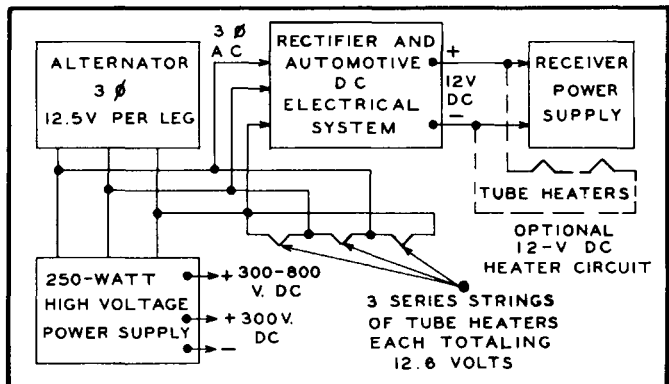 ALTERNATOR
3 Ø
12.5V PER LEG
3 Ø
A C
RECTIFIER AND
AUTOMOTIVE
D C
ELECTRICAL
SYSTEM
+
12V
DC
–
RECEIVER
POWER
SUPPLY
TUBE HEATERS
OPTIONAL
12-V DC
HEATER CIRCUIT
250-WATT
HIGH VOLTAGE
POWER SUPPLY
+ 300-800
V. DC
+ 300V.
DC
–
3 SERIES STRINGS
OF TUBE HEATERS
EACH TOTALING
12.6 VOLTS